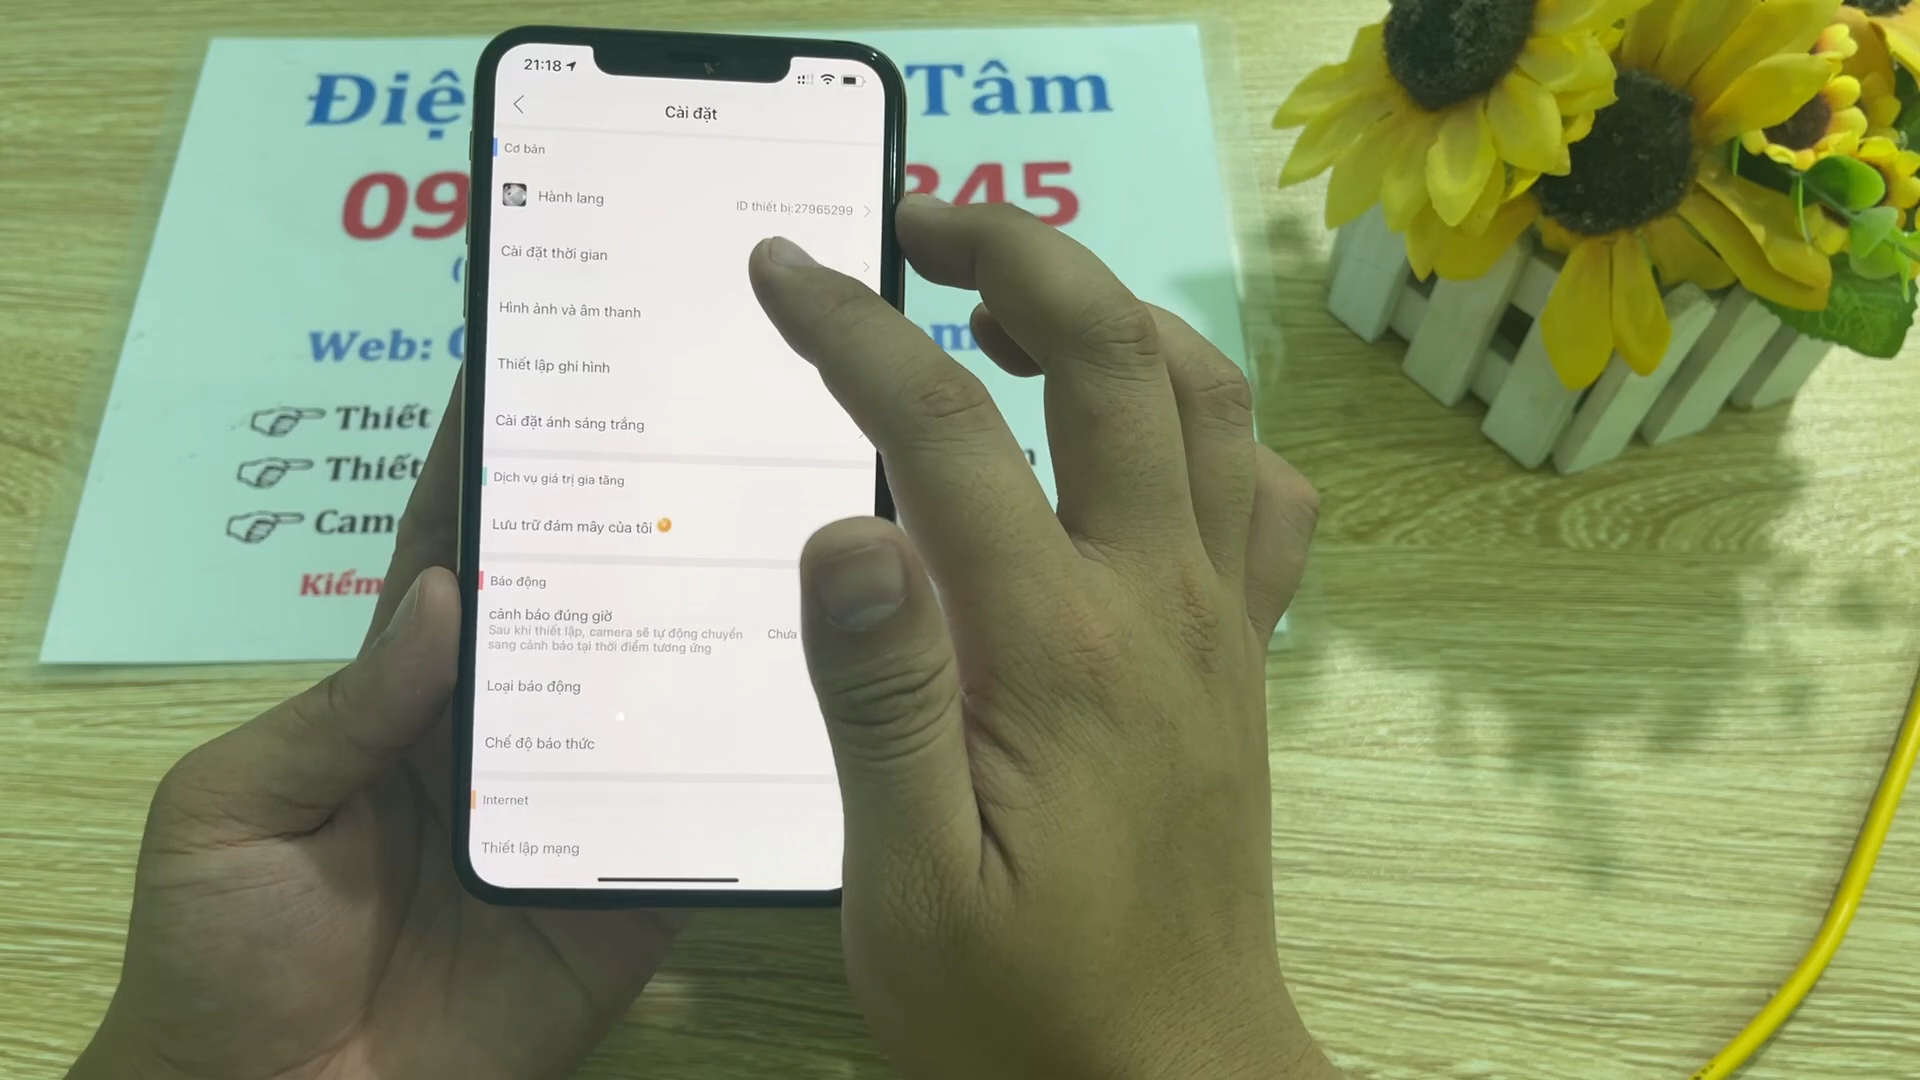 Điệ Tâm
09 345
Web:
Thiết
Thiết
Cam
Kiểm
21:18
Cài đặt
Cơ bản
Hành lang
ID thiết bị:27965299
Cài đặt thời gian
Hình ảnh và âm thanh
Thiết lập ghi hình
Cài đặt ánh sáng trắng
Dịch vụ giá trị gia tăng
Lưu trữ đám mây của tôi
Báo động
cảnh báo đúng giờ
Sau khi thiết lập, camera sẽ tự động chuyển
sang cảnh báo tại thời điểm tương ứng
Chưa
Loại báo động
Chế độ báo thức
Internet
Thiết lập mạng